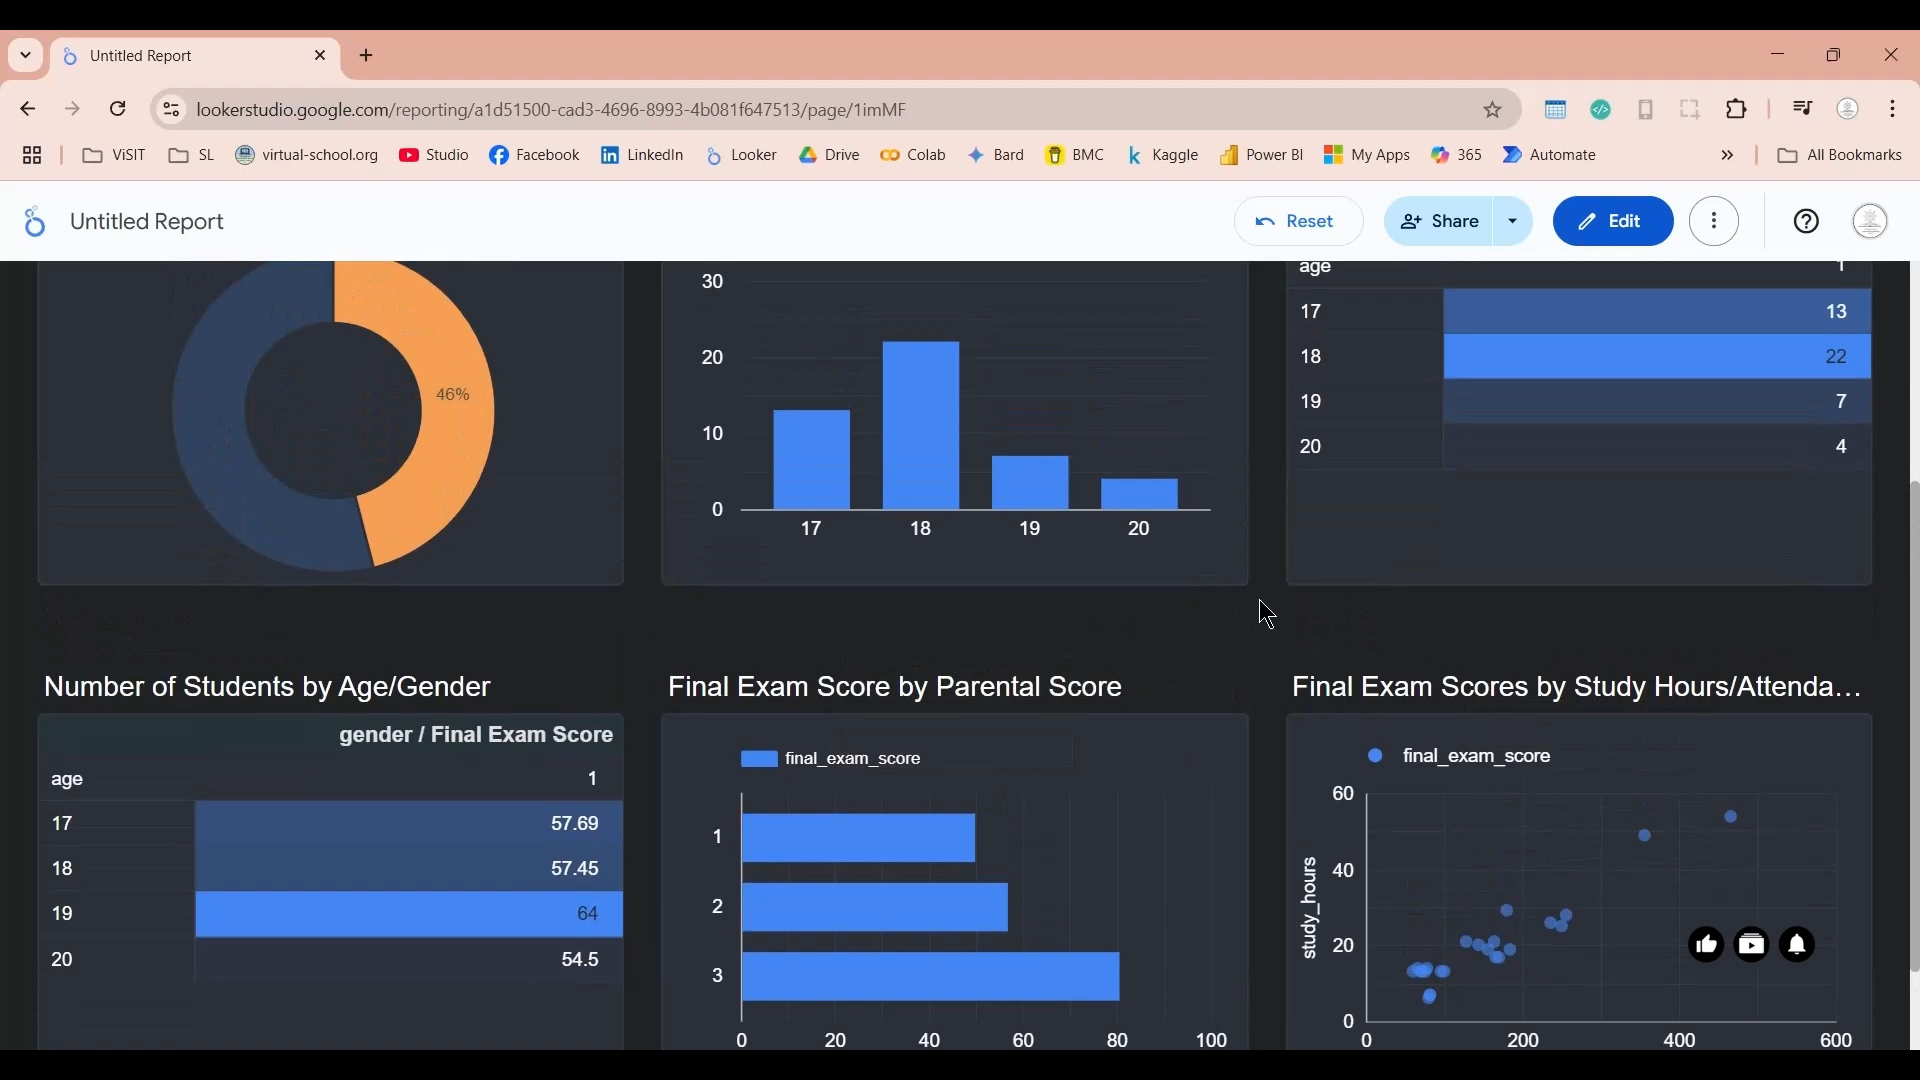 Untitled Report
lookerstudio.google.com/reporting/a1d51500-cad3-4696-8993-4b081f647513/page/1imMF
ViSIT SL virtual-school.org Studio Facebook LinkedIn Looker Drive Colab Bard BMC Kaggle Power BI My Apps 365 Automate » All Bookmarks
Untitled Report Reset Share Edit
46%
30
20
10
0
17 18 19 20
age 1
17 13
18 22
19 7
20 4
Number of Students by Age/Gender
gender / Final Exam Score
age 1
17 57.69
18 57.45
19 64
20 54.5
Final Exam Score by Parental Score
final_exam_score
1
2
3
0 20 40 60 80 100
Final Exam Scores by Study Hours/Attenda...
final_exam_score
study_hours
60
40
20
0
0 200 400 600